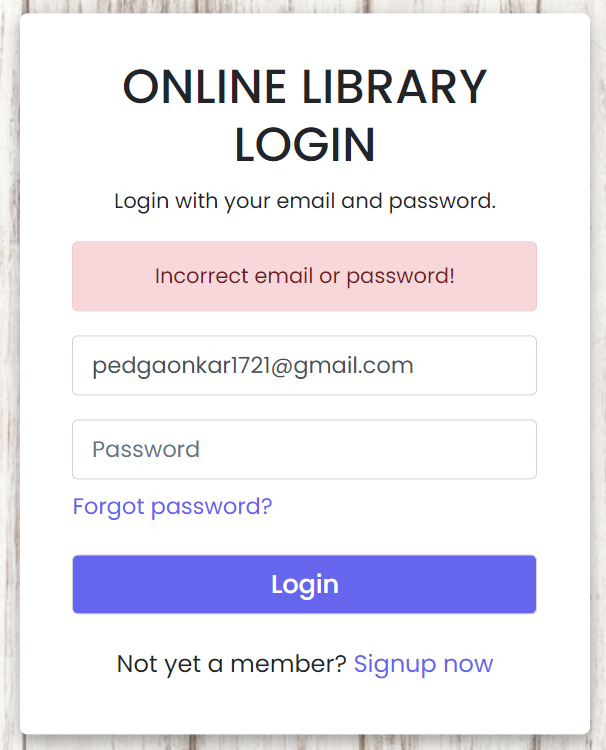 ONLINE LIBRARY
LOGIN
Login with your email and password.
Incorrect email or password!
pedgaonkar1721@gmail.com
Password
Forgot password?
Login
Not yet a member? Signup now